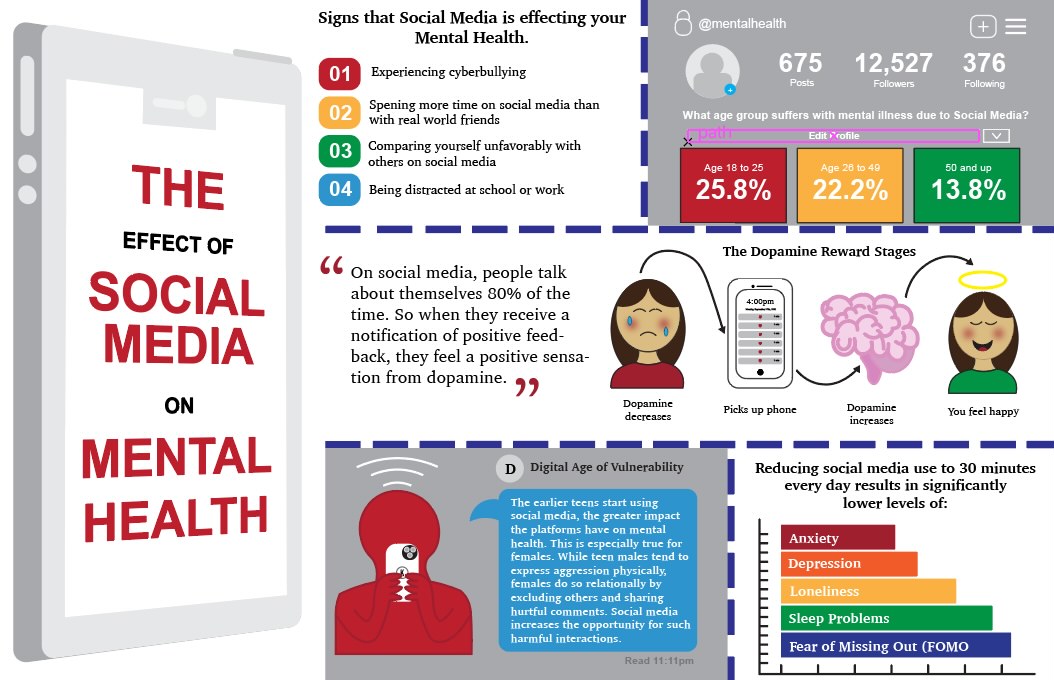 THE
EFFECT OF
SOCIAL
MEDIA
ON
MENTAL
HEALTH
Signs that Social Media is effecting your
Mental Health.
01 Experiencing cyberbullying
02 Spening more time on social media than
with real world friends
03 Comparing yourself unfavorably with
others on social media
04 Being distracted at school or work
@mentalhealth
675 12,527 376
Posts Followers Following
What age group suffers with mental illness due to Social Media?
path
Edit Profile
Age 18 to 25
25.8%
Age 26 to 49
22.2%
50 and up
13.8%
“ On social media, people talk
about themselves 80% of the
time. So when they receive a
notification of positive feed-
back, they feel a positive sensa-
tion from dopamine. ”
The Dopamine Reward Stages
4:00pm
Dopamine
decreases
Picks up phone
Dopamine
increases
You feel happy
D Digital Age of Vulnerability
The earlier teens start using
social media, the greater impact
the platforms have on mental
health. This is especially true for
females. While teen males tend to
express aggression physically,
females do so relationally by
excluding others and sharing
hurtful comments. Social media
increases the opportunity for such
harmful interactions.
Read 11:11pm
Reducing social media use to 30 minutes
every day results in significantly
lower levels of:
Anxiety
Depression
Loneliness
Sleep Problems
Fear of Missing Out (FOMO